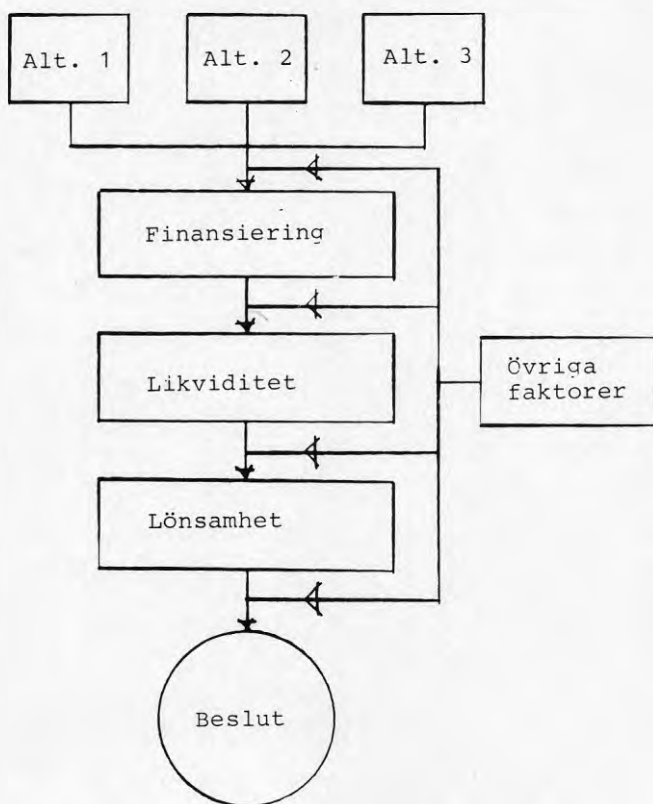 Alt. 1
Alt. 2
Alt. 3
Finansiering
Likviditet
Övriga
faktorer
Lönsamhet
Beslut